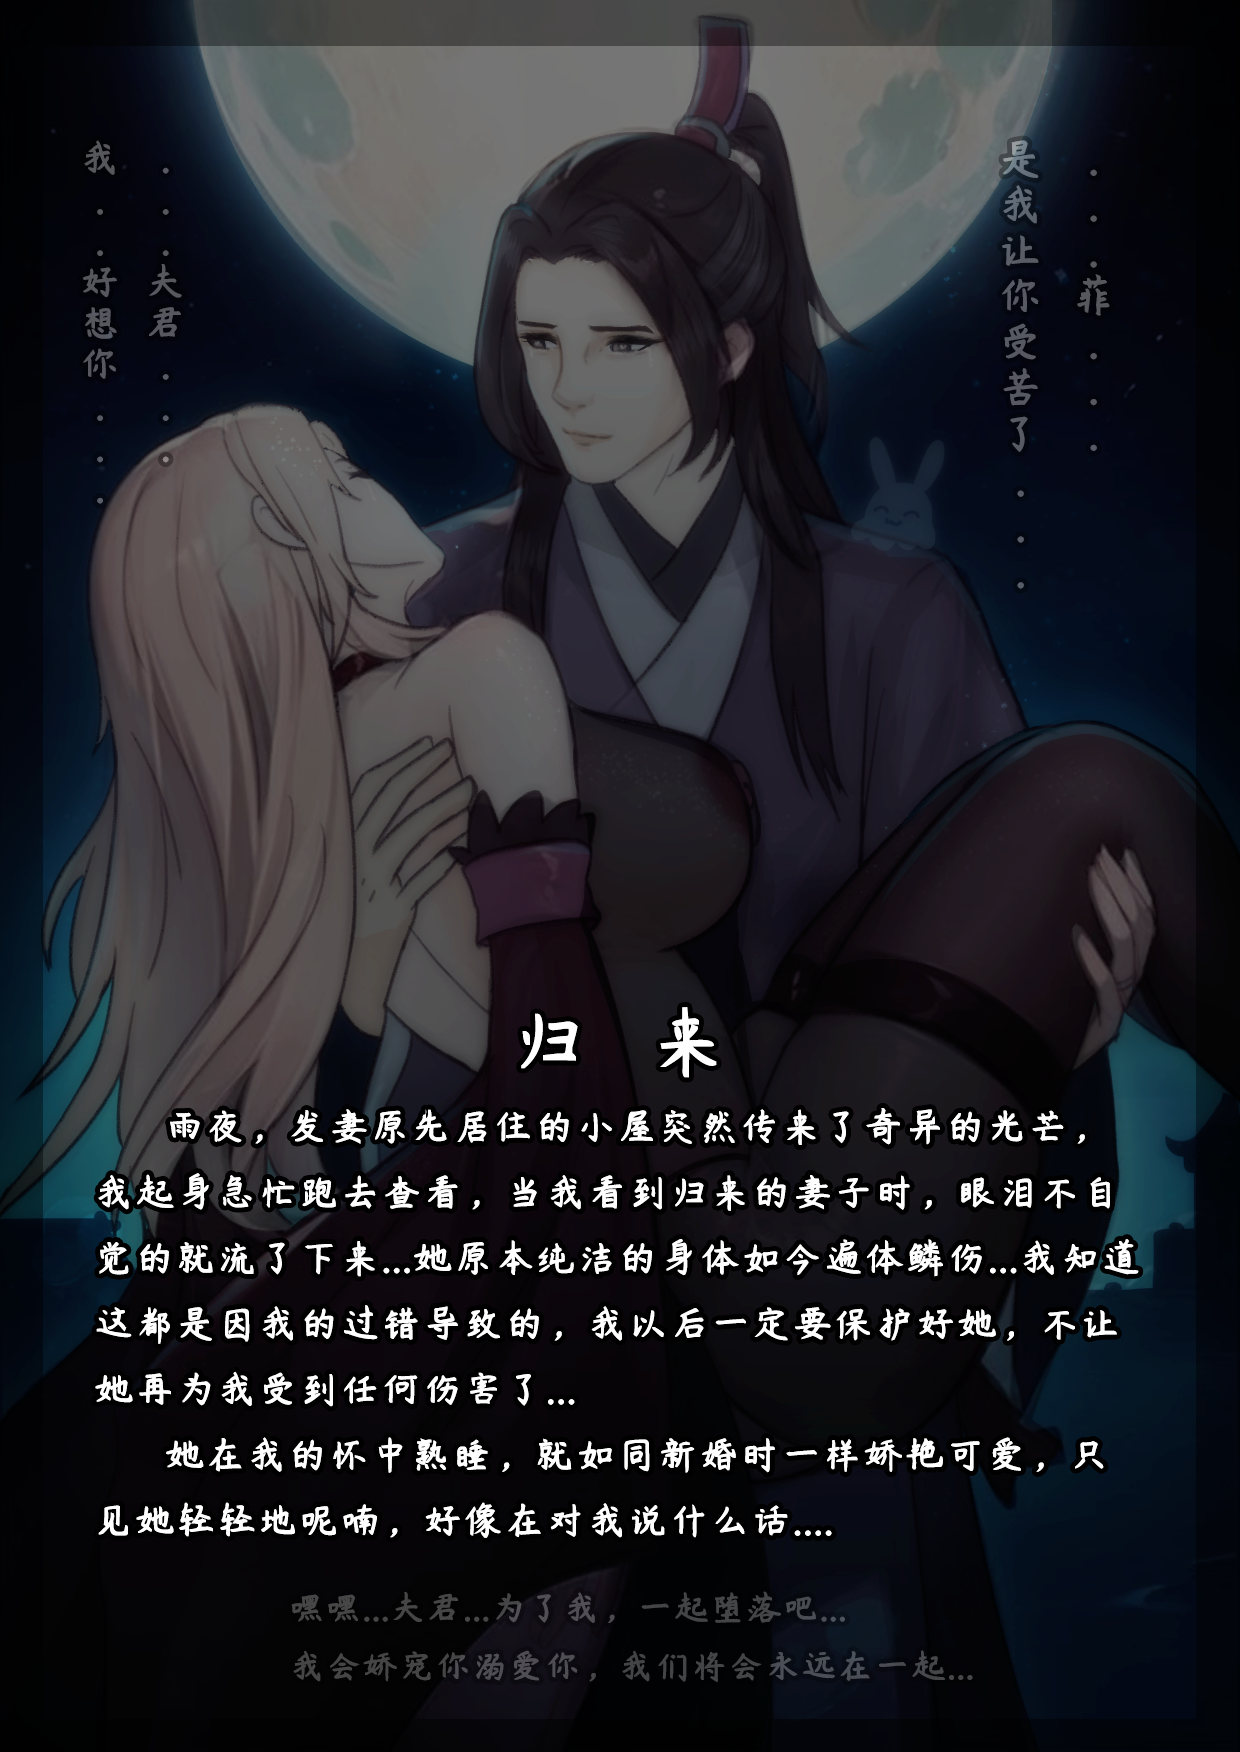 ...菲...
是我让你受苦了...
...夫君...
我..好想你...
归 来
雨夜，发妻原先居住的小屋突然传来了奇异的光芒，
我起身急忙跑去查看，当我看到归来的妻子时，眼泪不自
觉的就流了下来...她原本纯洁的身体如今遍体鳞伤...我知道
这都是因我的过错导致的，我以后一定要保护好她，不让
她再为我受到任何伤害了...
她在我的怀中熟睡，就如同新婚时一样娇艳可爱，只
见她轻轻地呢喃，好像在对我说什么话....
嘿嘿...夫君...为了我，一起堕落吧...
我会娇宠你溺爱你，我们将会永远在一起...